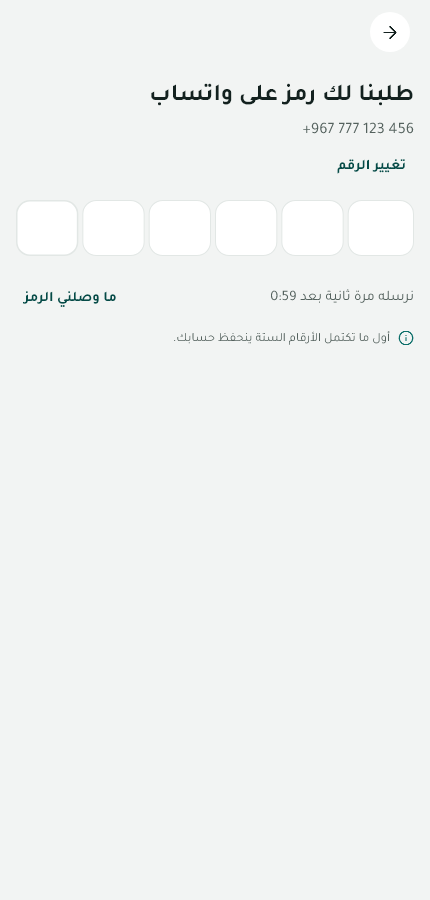 طلبنا لك رمز على واتساب
+967 777 123 456
تغيير الرقم
نرسله مرة ثانية بعد 0:59
ما وصلني الرمز
أول ما تكتمل الأرقام الستة ينحفظ حسابك.